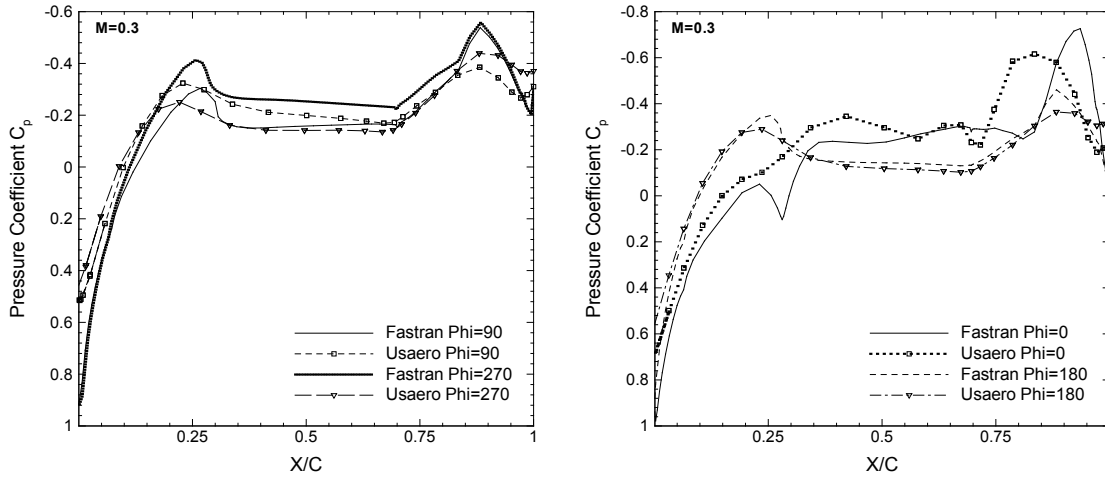 M=0.3
Pressure Coefficient Cp
-0.6
-0.4
-0.2
0
0.2
0.4
0.6
0.8
1
0.25
0.5
0.75
1
X/C
Fastran Phi=90
Usaero Phi=90
Fastran Phi=270
Usaero Phi=270
M=0.3
Pressure Coefficient Cp
-0.8
-0.6
-0.4
-0.2
0
0.2
0.4
0.6
0.8
1
0.25
0.5
0.75
X/C
Fastran Phi=0
Usaero Phi=0
Fastran Phi=180
Usaero Phi=180